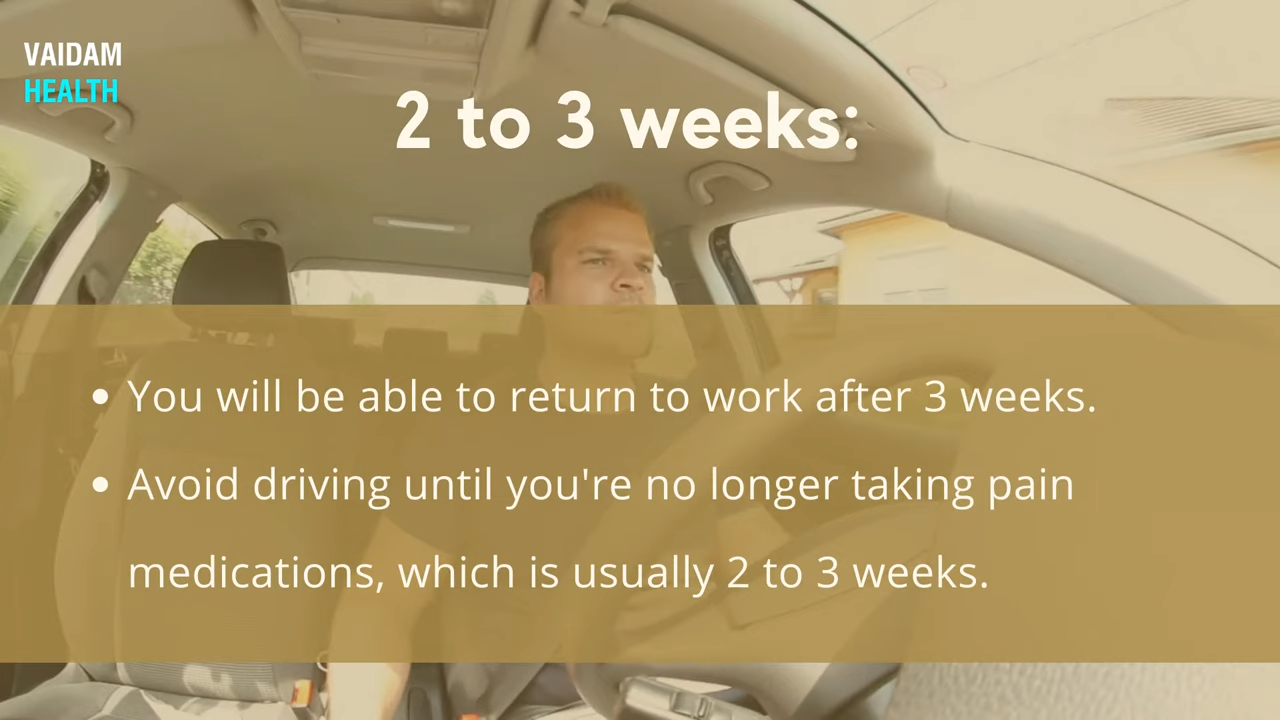 VAIDAM
HEALTH
2 to 3 weeks:
• You will be able to return to work after 3 weeks.
• Avoid driving until you're no longer taking pain
medications, which is usually 2 to 3 weeks.